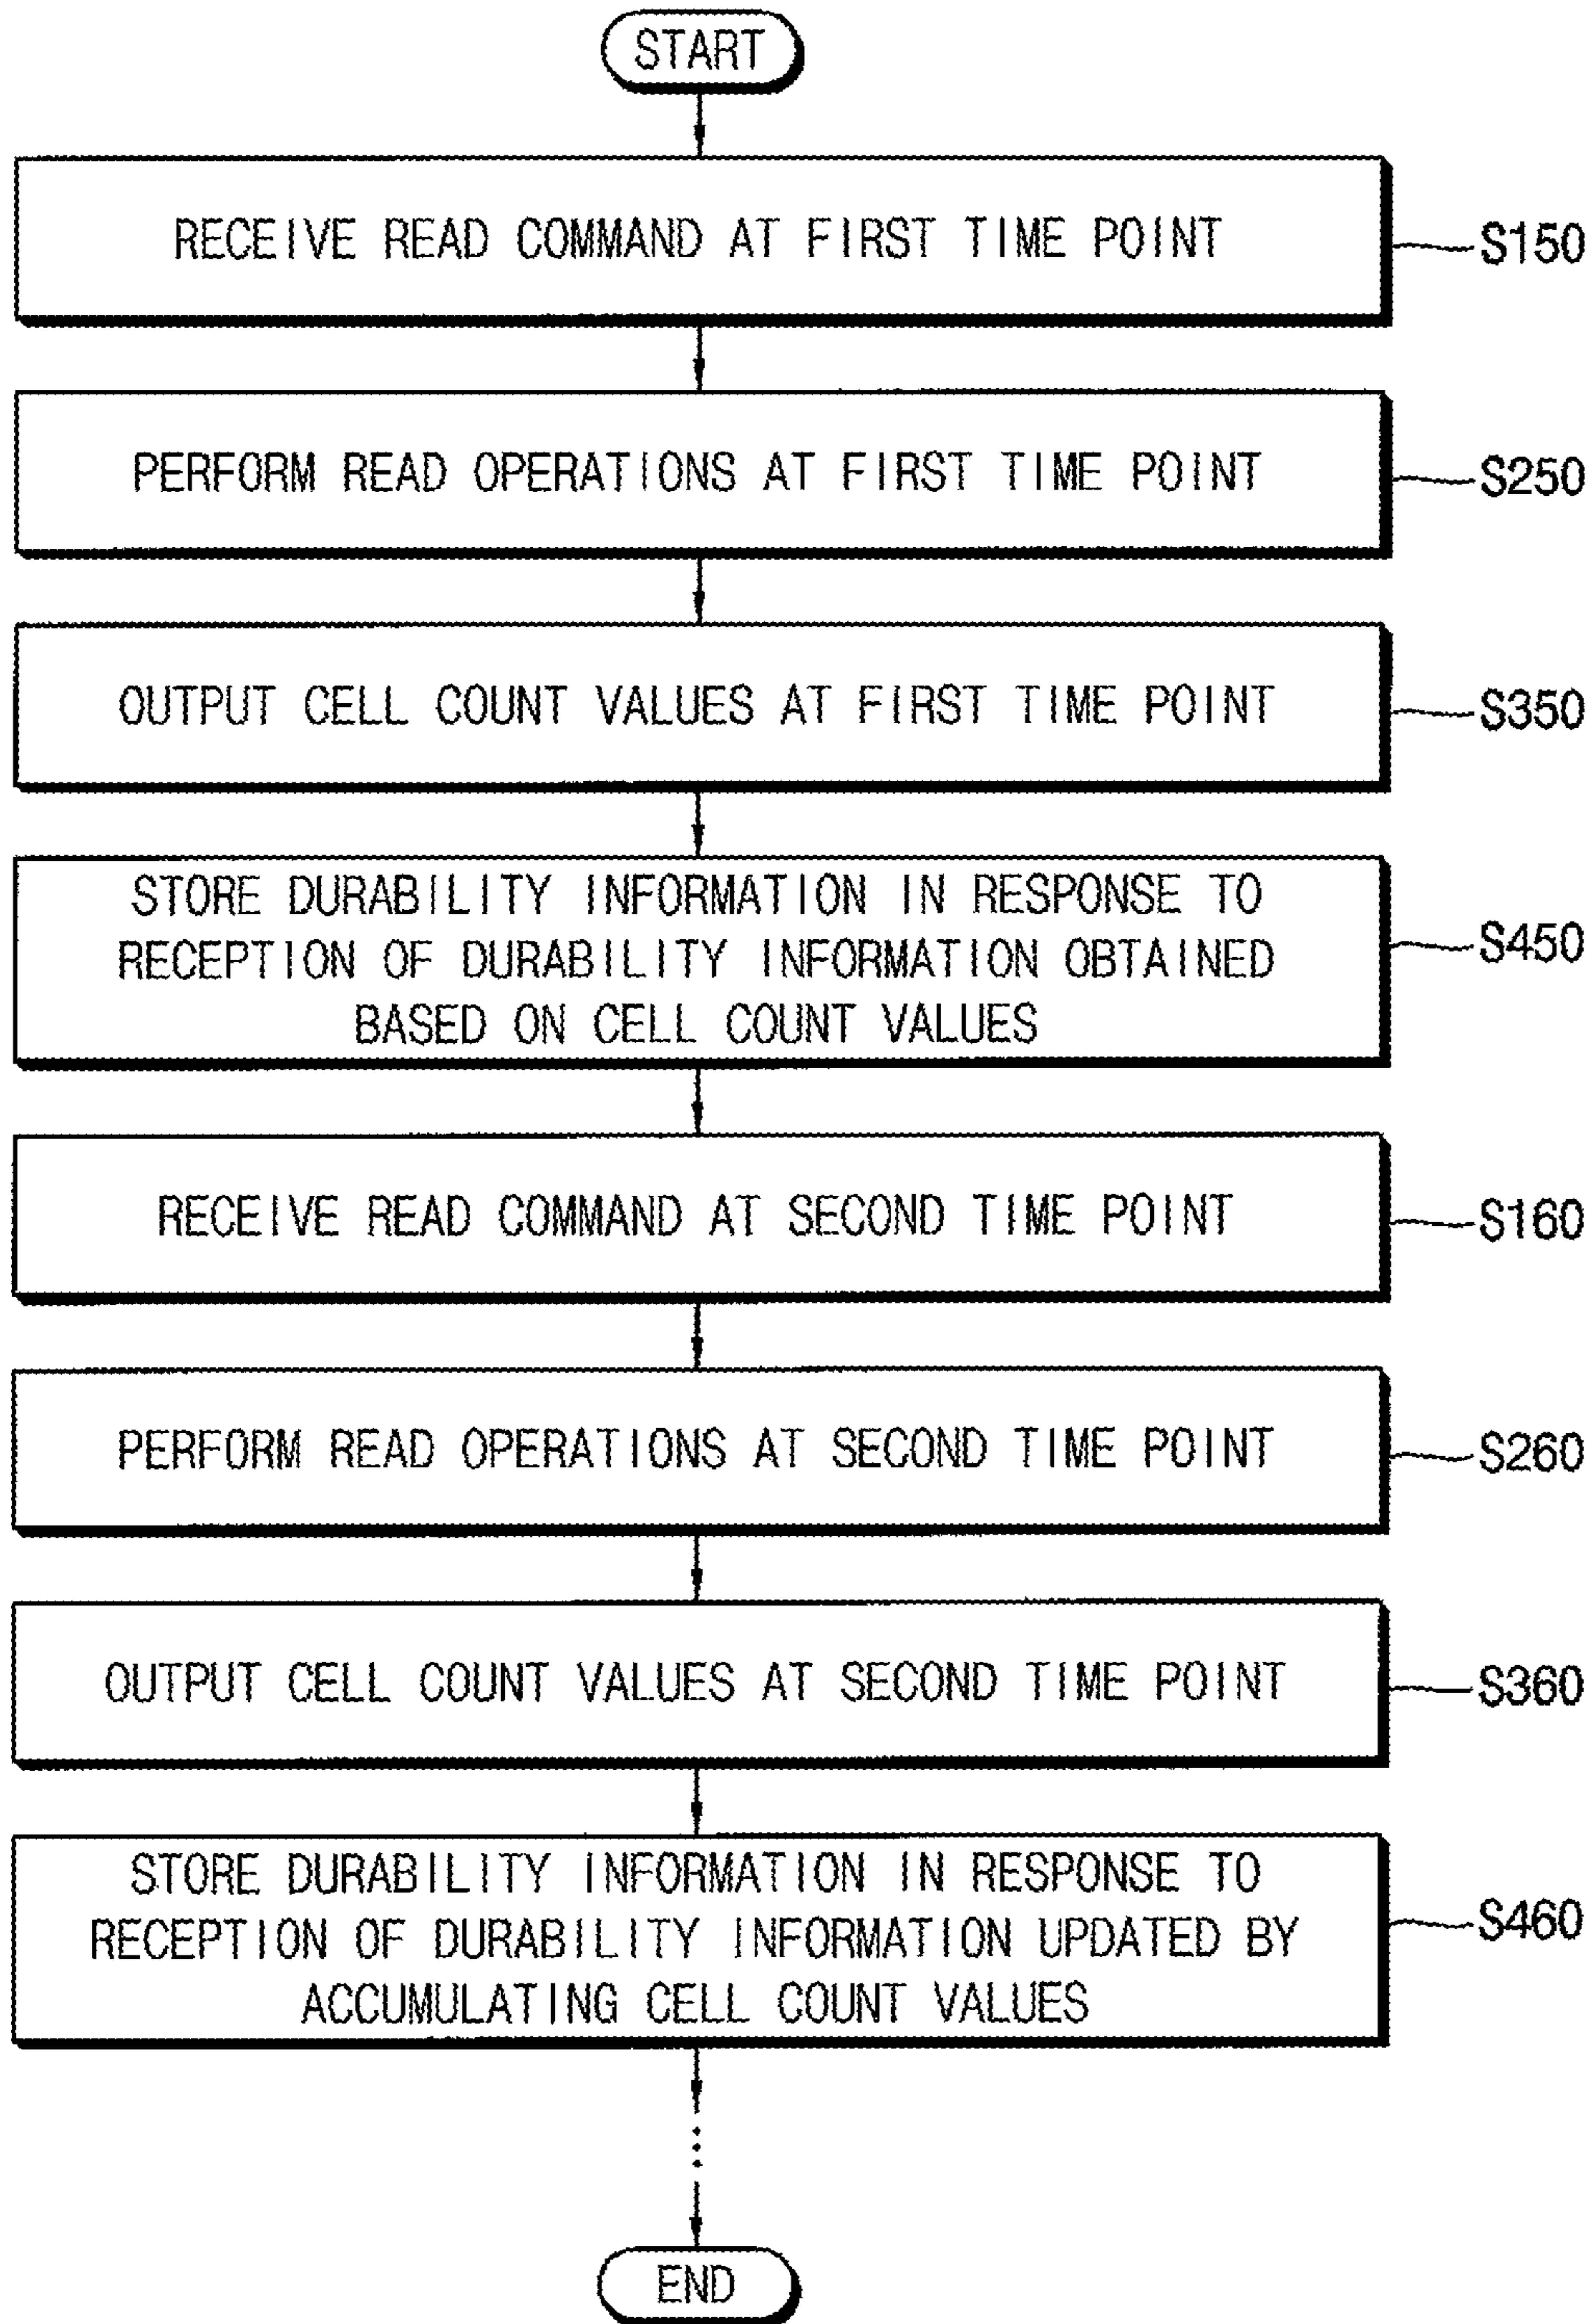 START
RECEIVE READ COMMAND AT FIRST TIME POINT
S150
PERFORM READ OPERATIONS AT FIRST TIME POINT
S250
OUTPUT CELL COUNT VALUES AT FIRST TIME POINT
S350
STORE DURABILITY INFORMATION IN RESPONSE TO
RECEPTION OF DURABILITY INFORMATION OBTAINED
BASED ON CELL COUNT VALUES
S450
RECEIVE READ COMMAND AT SECOND TIME POINT
S160
PERFORM READ OPERATIONS AT SECOND TIME POINT
S260
OUTPUT CELL COUNT VALUES AT SECOND TIME POINT
S360
STORE DURABILITY INFORMATION IN RESPONSE TO
RECEPTION OF DURABILITY INFORMATION UPDATED BY
ACCUMULATING CELL COUNT VALUES
S460
END